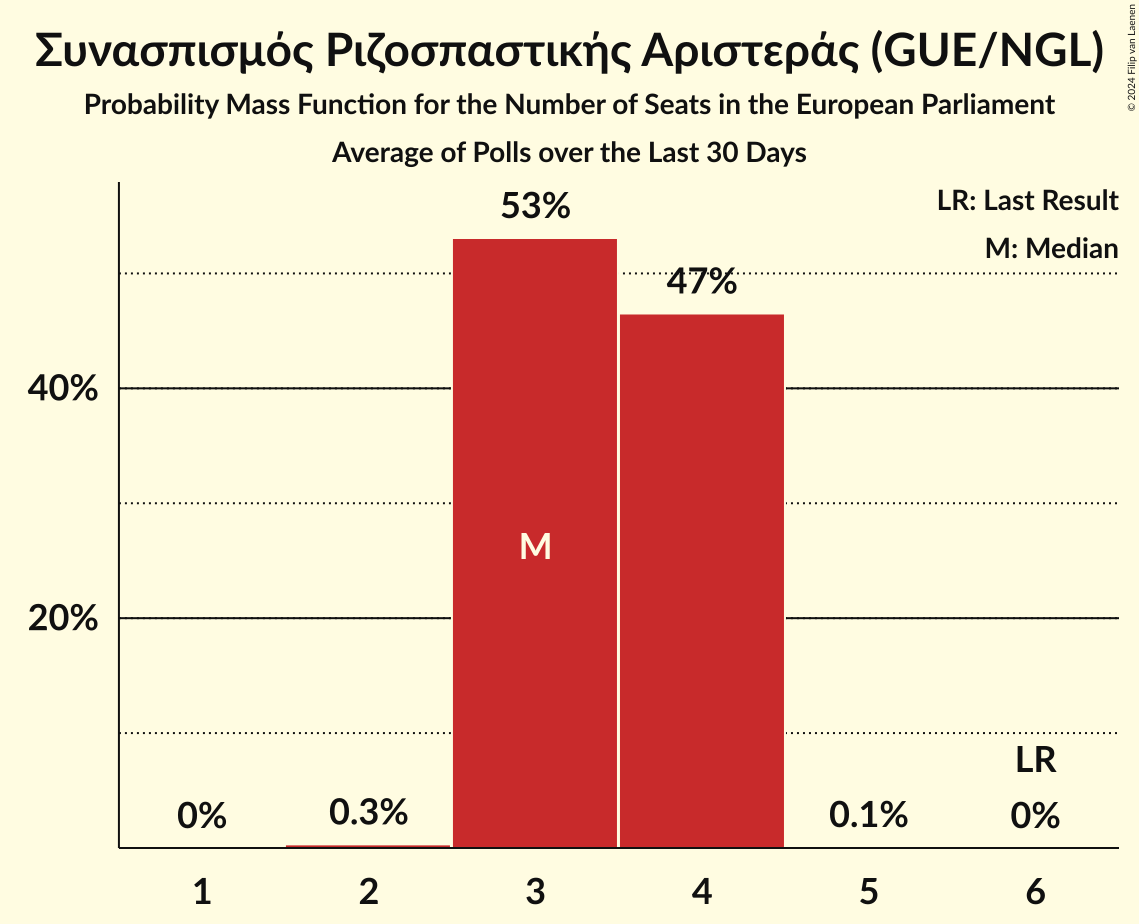 Συνασπισμός Ριζοσπαστικής Αριστεράς (GUE/NGL)
Probability Mass Function for the Number of Seats in the European Parliament
Average of Polls over the Last 30 Days
© 2024 Filip van Laenen
LR: Last Result
M: Median
53%
47%
40%
M
20%
LR
0%
0.3%
0.1%
0%
1 2 3 4 5 6